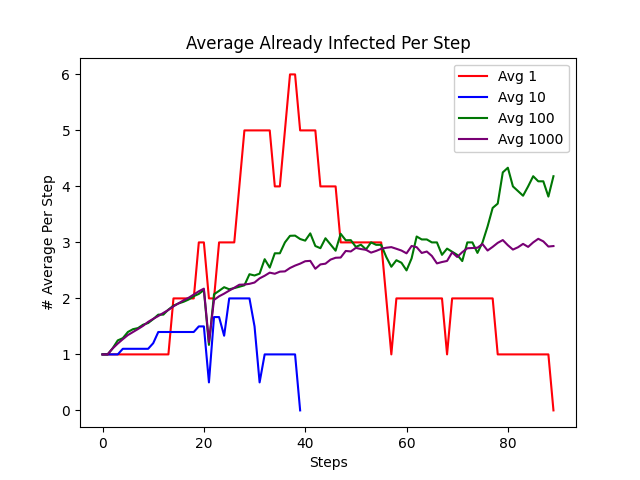 Average Already Infected Per Step
Avg 1
Avg 10
Avg 100
Avg 1000
# Average Per Step
6
5
4
3
2
1
0
0 20 40 60 80
Steps